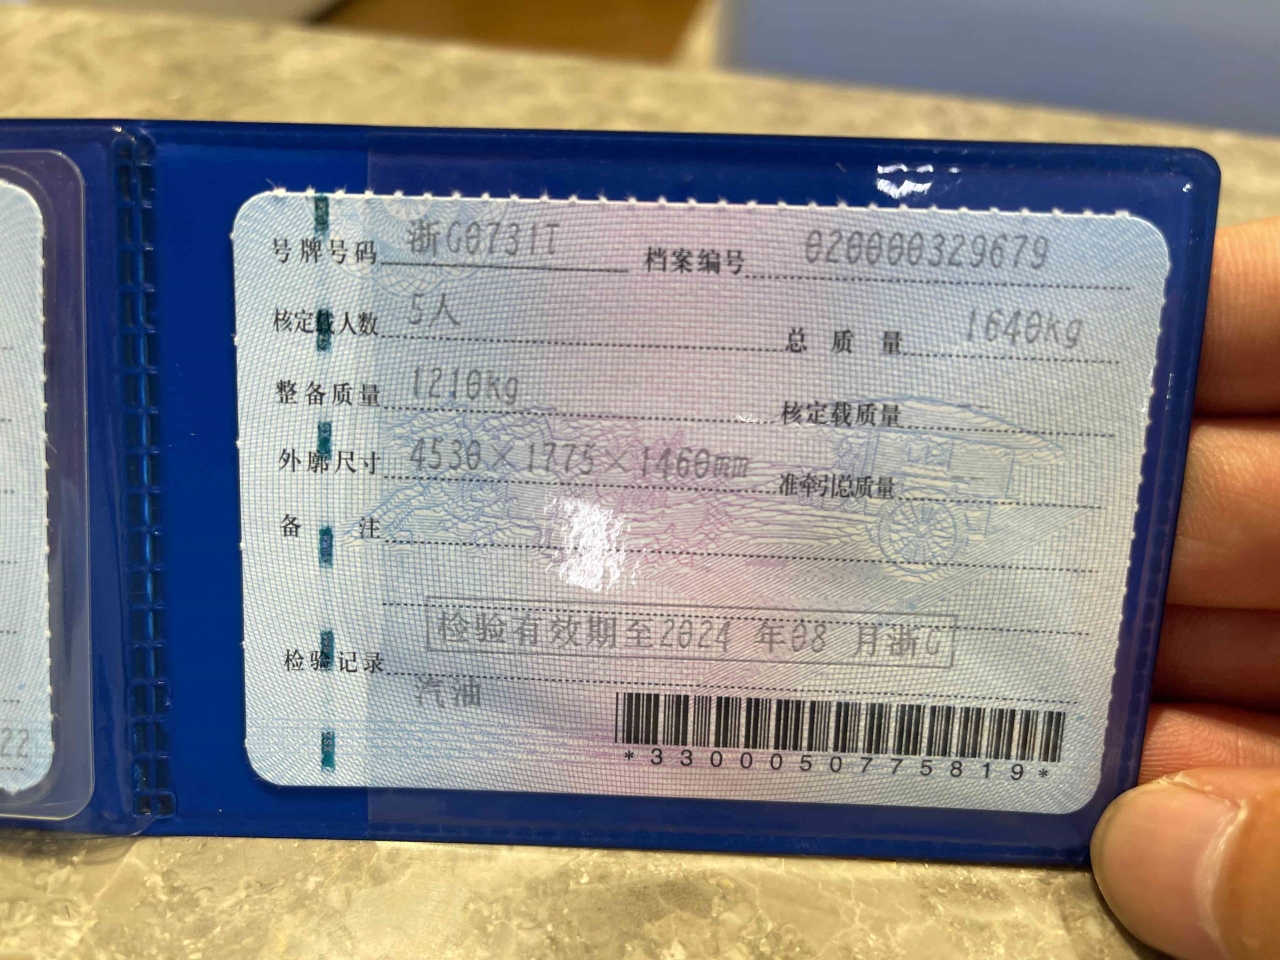 号牌号码 浙G0731T 档案编号 020000329679
核定载人数 5人 总质量 1640kg
整备质量 1210kg 核定载质量
外廓尺寸 4530×1775×1460mm 准牵引总质量
备注
检验有效期至2024年08月浙G
检验记录
汽油
*3300050775819*
22